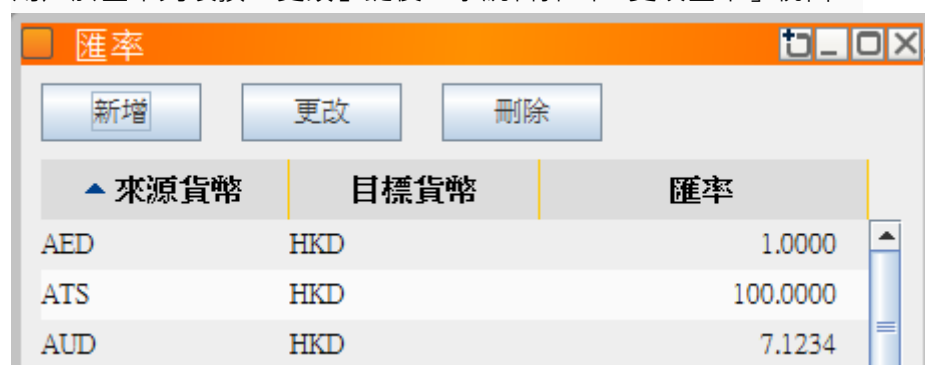 匯率
新增 更改 刪除
來源貨幣 目標貨幣 匯率
AED HKD 1.0000
ATS HKD 100.0000
AUD HKD 7.1234